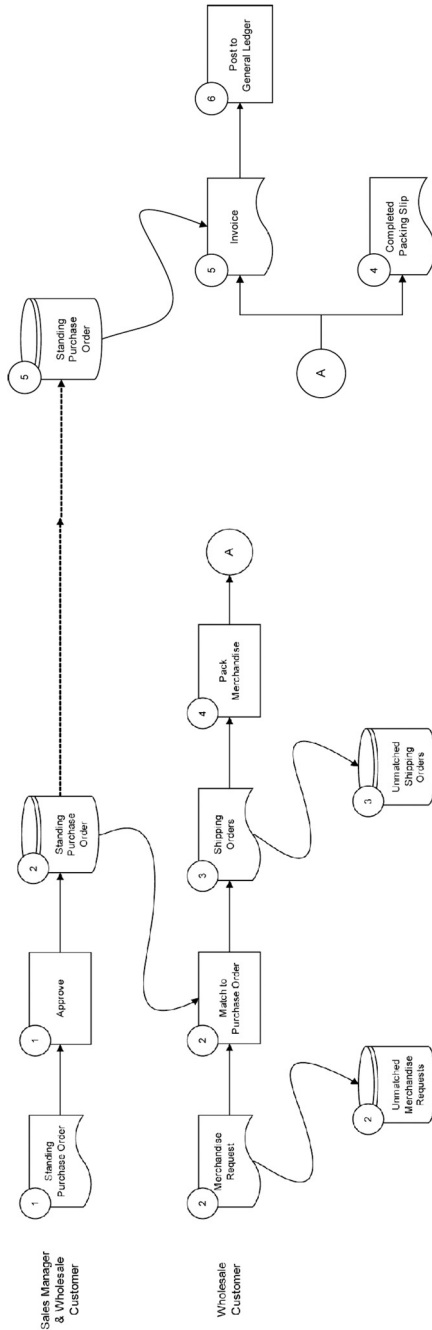 Sales Manager
& Wholesale
Customer
1
Standing
Purchase Order
1
Approve
2
Standing
Purchase
Order
5
Standing
Purchase
Order
Wholesale
Customer
2
Merchandise
Request
2
Match to
Purchase Order
3
Shipping
Orders
4
Pack
Merchandise
A
5
Invoice
6
Post to
General Ledger
A
2
Unmatched
Merchandise
Requests
3
Unmatched
Shipping
Orders
4
Completed
Packing Slip